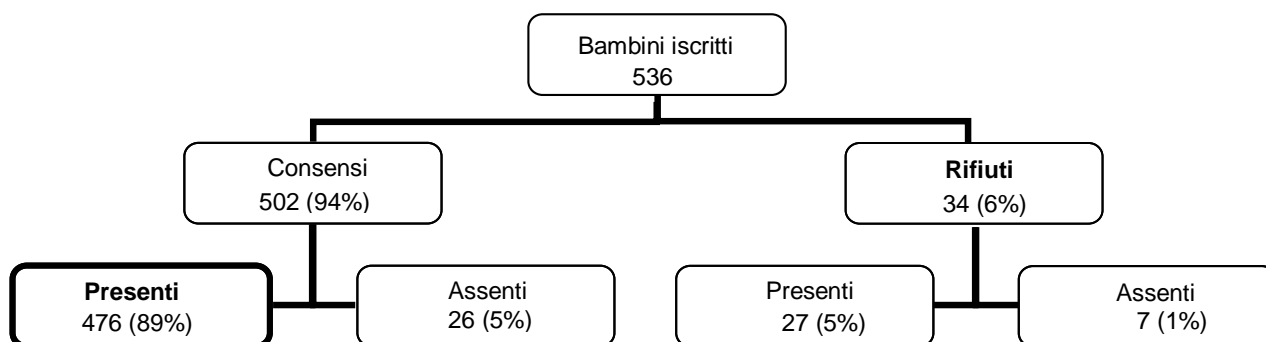 Bambini iscritti
536
Consensi
502 (94%)
Rifiuti
34 (6%)
Presenti
476 (89%)
Assenti
26 (5%)
Presenti
27 (5%)
Assenti
7 (1%)